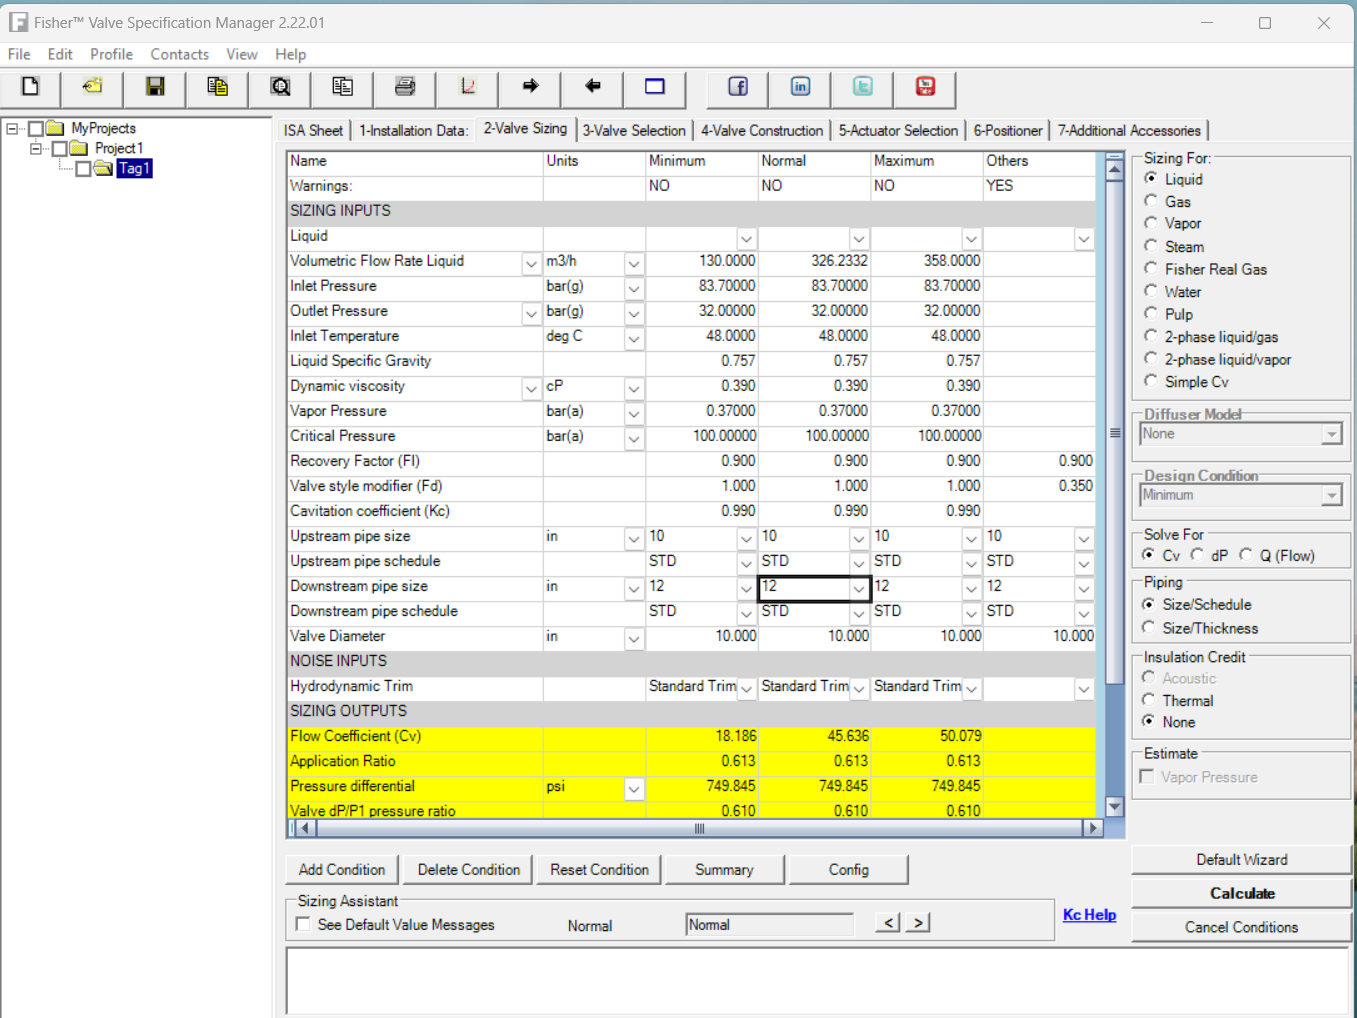 Fisher™ Valve Specification Manager 2.22.01
File Edit Profile Contacts View Help
MyProjects
Project1
Tag1
ISA Sheet 1-Installation Data: 2-Valve Sizing 3-Valve Selection 4-Valve Construction 5-Actuator Selection 6-Positioner 7-Additional Accessories
Name Units Minimum Normal Maximum Others
Warnings: NO NO NO YES
SIZING INPUTS
Liquid
Volumetric Flow Rate Liquid m3/h 130.0000 326.2332 358.0000
Inlet Pressure bar(g) 83.70000 83.70000 83.70000
Outlet Pressure bar(g) 32.00000 32.00000 32.00000
Inlet Temperature deg C 48.0000 48.0000 48.0000
Liquid Specific Gravity 0.757 0.757 0.757
Dynamic viscosity cP 0.390 0.390 0.390
Vapor Pressure bar(a) 0.37000 0.37000 0.37000
Critical Pressure bar(a) 100.00000 100.00000 100.00000
Recovery Factor (Fl) 0.900 0.900 0.900 0.900
Valve style modifier (Fd) 1.000 1.000 1.000 0.350
Cavitation coefficient (Kc) 0.990 0.990 0.990
Upstream pipe size in 10 10 10 10
Upstream pipe schedule STD STD STD STD
Downstream pipe size in 12 12 12 12
Downstream pipe schedule STD STD STD STD
Valve Diameter in 10.000 10.000 10.000 10.000
NOISE INPUTS
Hydrodynamic Trim Standard Trim Standard Trim Standard Trim
SIZING OUTPUTS
Flow Coefficient (Cv) 18.186 45.636 50.079
Application Ratio 0.613 0.613 0.613
Pressure differential psi 749.845 749.845 749.845
Valve dP/P1 pressure ratio 0.610 0.610 0.610
Sizing For:
Liquid
Gas
Vapor
Steam
Fisher Real Gas
Water
Pulp
2-phase liquid/gas
2-phase liquid/vapor
Simple Cv
Diffuser Model
None
Design Condition
Minimum
Solve For
Cv dP Q (Flow)
Piping
Size/Schedule
Size/Thickness
Insulation Credit
Acoustic
Thermal
None
Estimate
Vapor Pressure
Default Wizard
Calculate
Cancel Conditions
Add Condition Delete Condition Reset Condition Summary Config
Sizing Assistant
See Default Value Messages Normal Normal < >
Kc Help